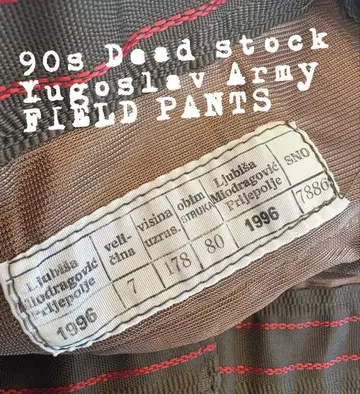 90s Dead stock
Yugoslav Army
FIELD PANTS
Ljubiša
Miodragović
Prijepolje
1996
veli-
čina
7
visina
uzras.
178
obim
STRUKA
80
Ljubiša
Miodragović
Prijepolje
1996
SNO
7886